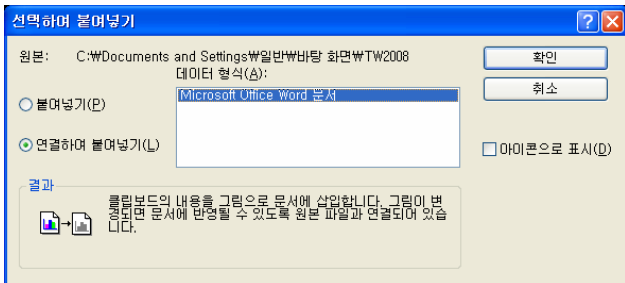 선택하여 붙여넣기
원본: C:₩Documents and Settings₩일반₩바탕 화면₩TW2008
데이터 형식(A):
Microsoft Office Word 문서
붙여넣기(P)
연결하여 붙여넣기(L)
확인
취소
아이콘으로 표시(D)
결과
클립보드의 내용을 그림으로 문서에 삽입합니다. 그림이 변
경되면 문서에 반영될 수 있도록 원본 파일과 연결되어 있습
니다.